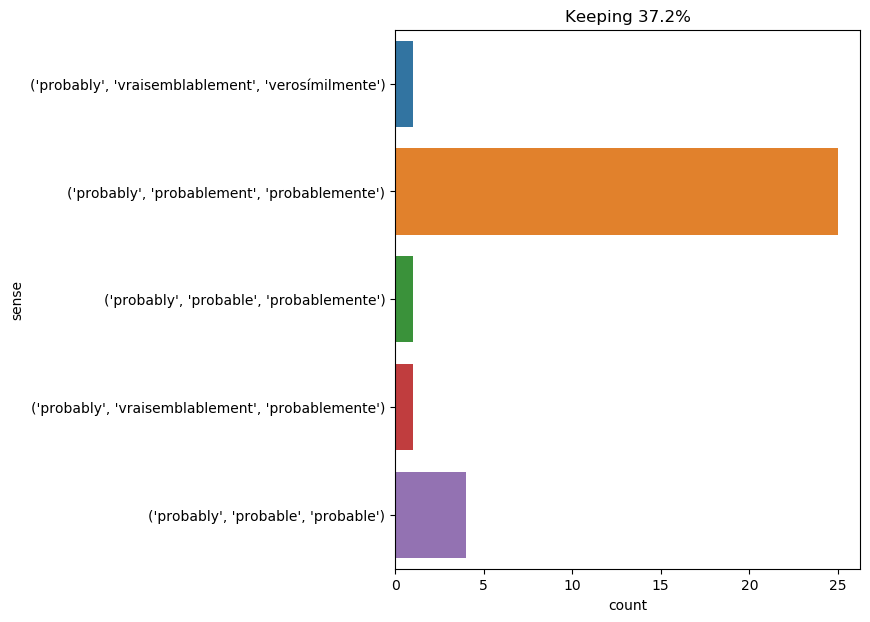 Keeping 37.2%
('probably', 'vraisemblablement', 'verosímilmente')
('probably', 'probablement', 'probablemente')
('probably', 'probable', 'probablemente')
('probably', 'vraisemblablement', 'probablemente')
('probably', 'probable', 'probable')
sense
0 5 10 15 20 25
count